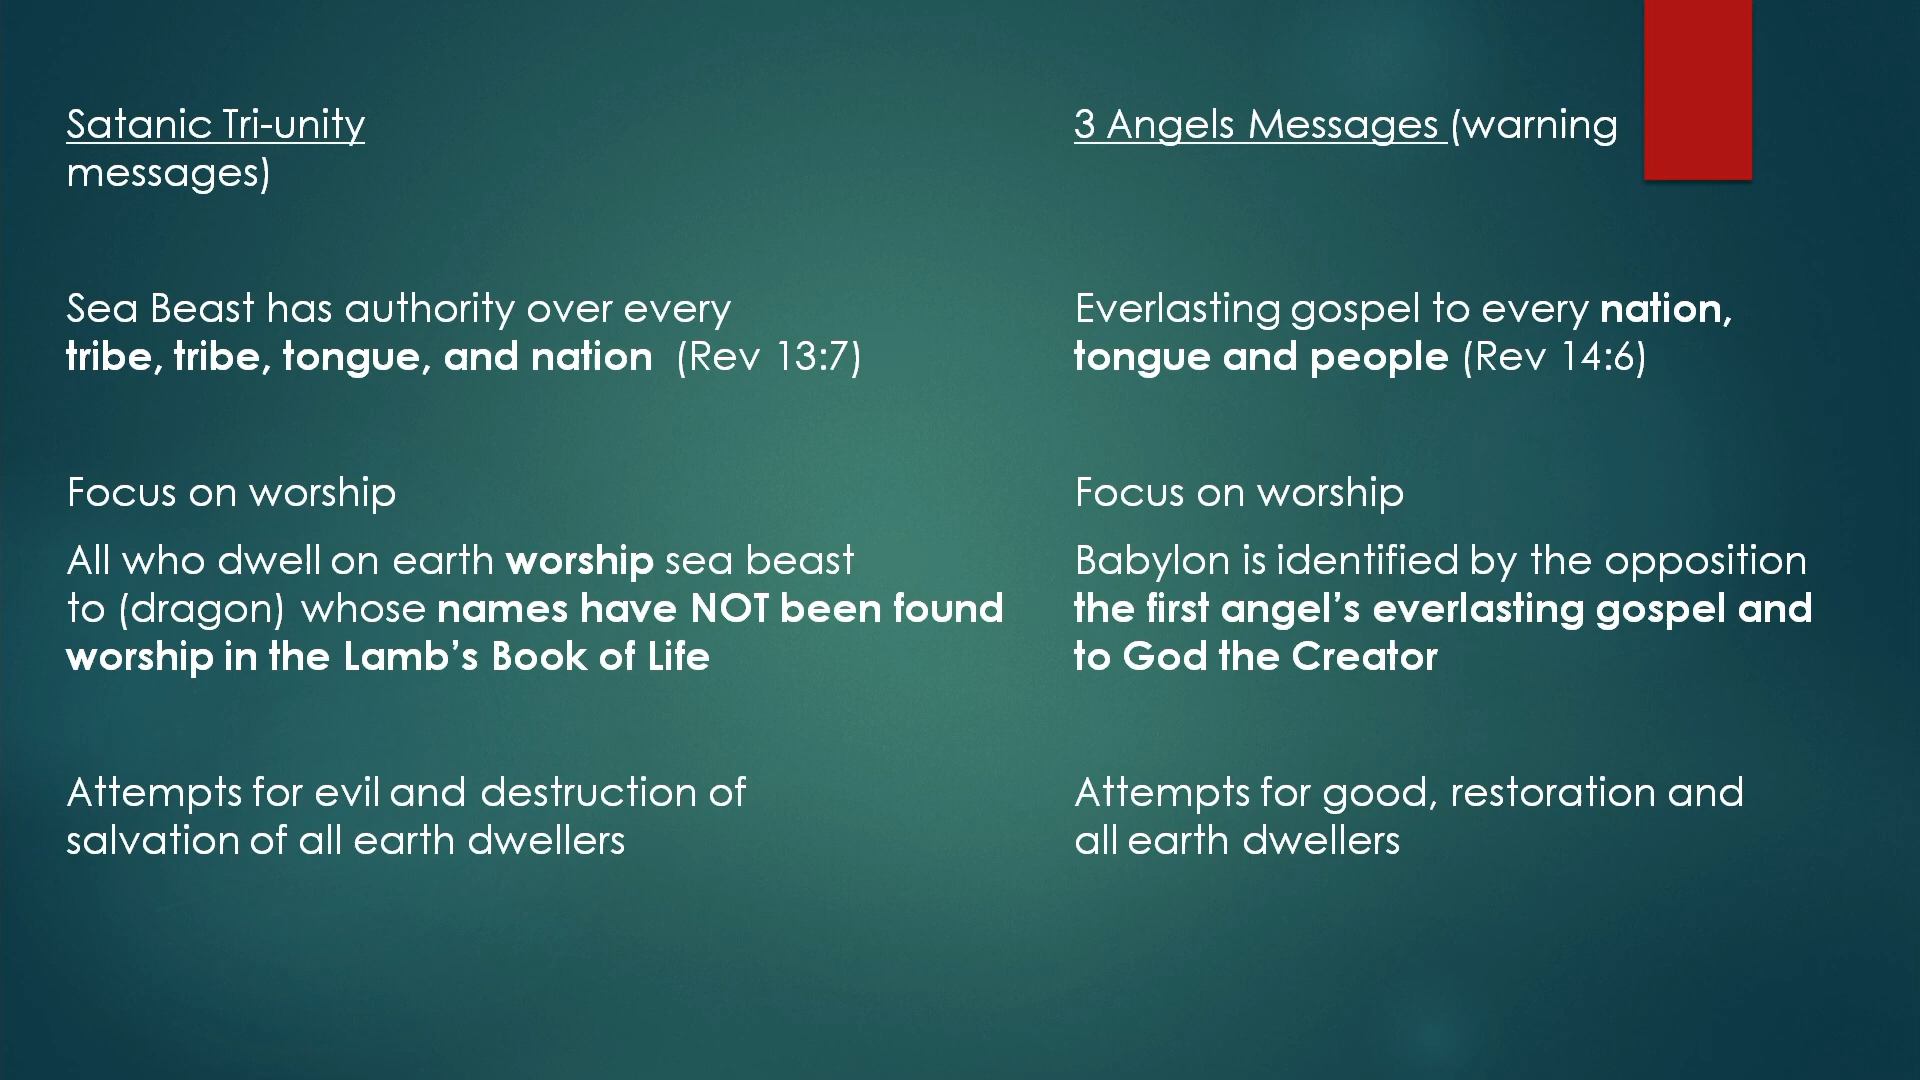 Satanic Tri-unity
messages)
Sea Beast has authority over every
tribe, tribe, tongue, and nation (Rev 13:7)
Focus on worship
All who dwell on earth worship sea beast
to (dragon) whose names have NOT been found
worship in the Lamb’s Book of Life
Attempts for evil and destruction of
salvation of all earth dwellers
3 Angels Messages (warning
Everlasting gospel to every nation,
tongue and people (Rev 14:6)
Focus on worship
Babylon is identified by the opposition
the first angel’s everlasting gospel and
to God the Creator
Attempts for good, restoration and
all earth dwellers